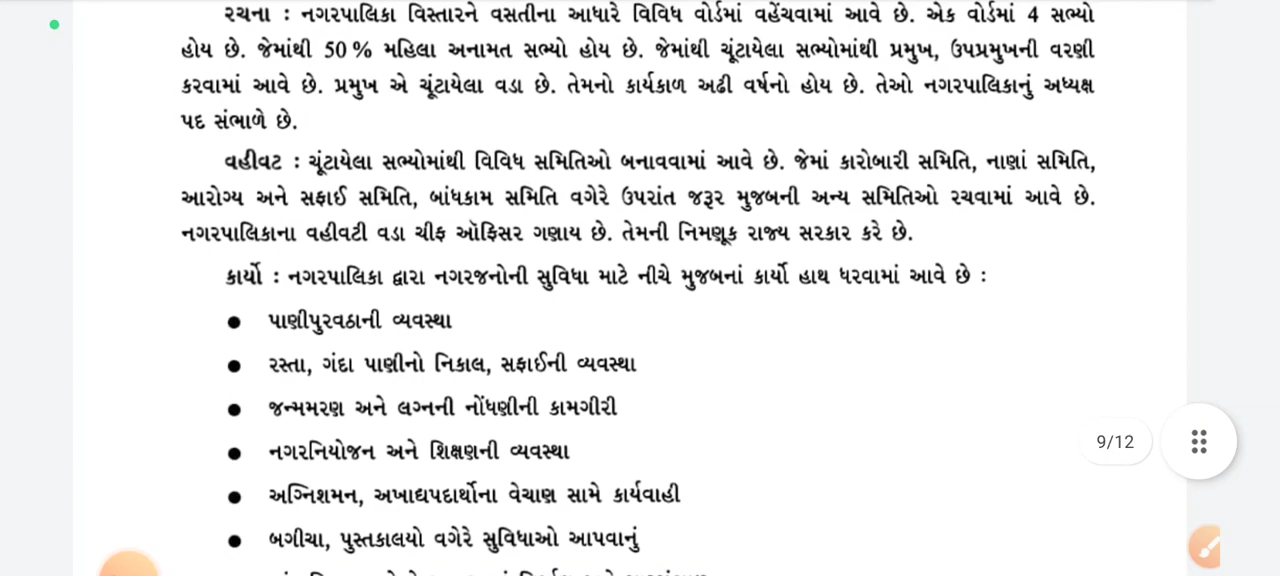 રચના : નગરપાલિકા વિસ્તારને વસતીના આધારે વિવિધ વોર્ડમાં વહેંચવામાં આવે છે. એક વોર્ડમાં 4 સભ્યો
હોય છે. જેમાંથી 50 % મહિલા અનામત સભ્યો હોય છે. જેમાંથી ચૂંટાયેલા સભ્યોમાંથી પ્રમુખ, ઉપપ્રમુખની વરણી
કરવામાં આવે છે. પ્રમુખ એ ચૂંટાયેલા વડા છે. તેમનો કાર્યકાળ અઢી વર્ષનો હોય છે. તેઓ નગરપાલિકાનું અધ્યક્ષ
પદ સંભાળે છે.
વહીવટ : ચૂંટાયેલા સભ્યોમાંથી વિવિધ સમિતિઓ બનાવવામાં આવે છે. જેમાં કારોબારી સમિતિ, નાણાં સમિતિ,
આરોગ્ય અને સફાઈ સમિતિ, બાંધકામ સમિતિ વગેરે ઉપરાંત જરૂર મુજબની અન્ય સમિતિઓ રચવામાં આવે છે.
નગરપાલિકાના વહીવટી વડા ચીફ ઑફિસર ગણાય છે. તેમની નિમણૂક રાજ્ય સરકાર કરે છે.
કાર્યો : નગરપાલિકા દ્વારા નગરજનોની સુવિધા માટે નીચે મુજબનાં કાર્યો હાથ ધરવામાં આવે છે :
● પાણીપુરવઠાની વ્યવસ્થા
● રસ્તા, ગંદા પાણીનો નિકાલ, સફાઈની વ્યવસ્થા
● જન્મમરણ અને લગ્નની નોંધણીની કામગીરી
● નગરનિયોજન અને શિક્ષણની વ્યવસ્થા
● અગ્નિશમન, અખાદ્યપદાર્થોના વેચાણ સામે કાર્યવાહી
● બગીચા, પુસ્તકાલયો વગેરે સુવિધાઓ આપવાનું
9/12